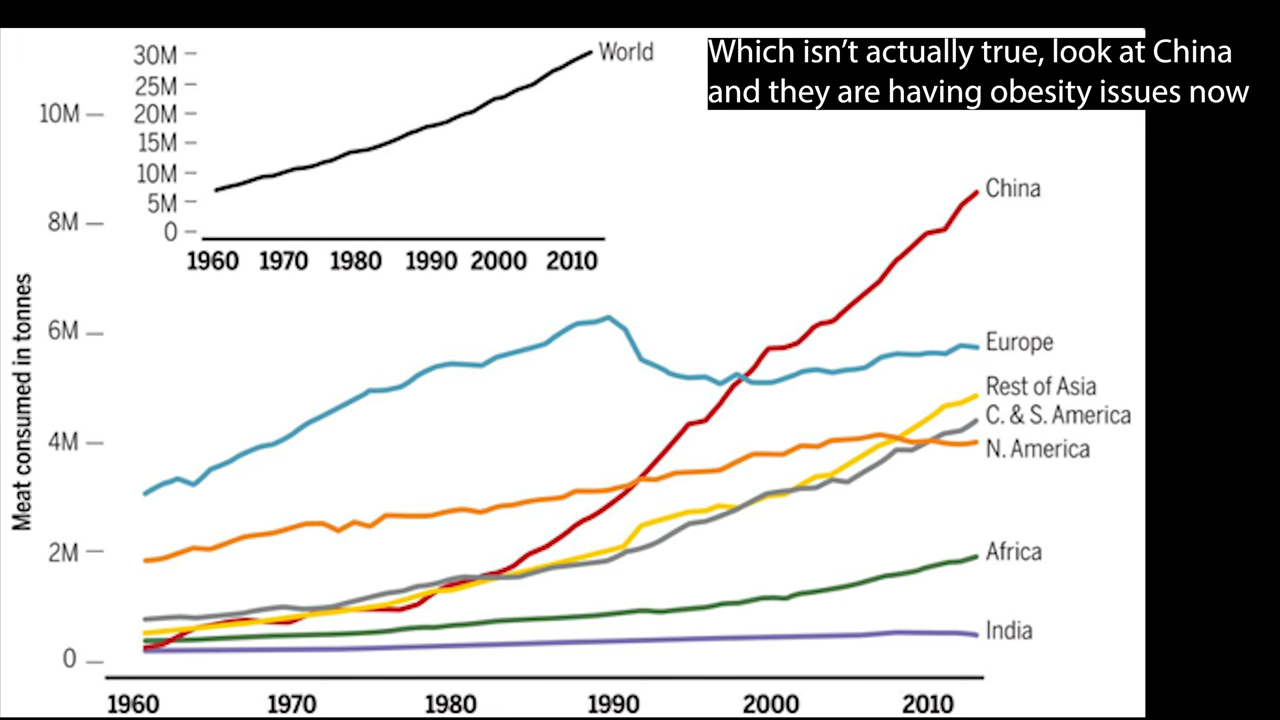 Which isn't actually true, look at China
and they are having obesity issues now
30M
25M
20M
15M
10M
5M
0
World
1960 1970 1980 1990 2000 2010
Meat consumed in tonnes
10M
8M
6M
4M
2M
0
China
Europe
Rest of Asia
C. & S. America
N. America
Africa
India
1960 1970 1980 1990 2000 2010